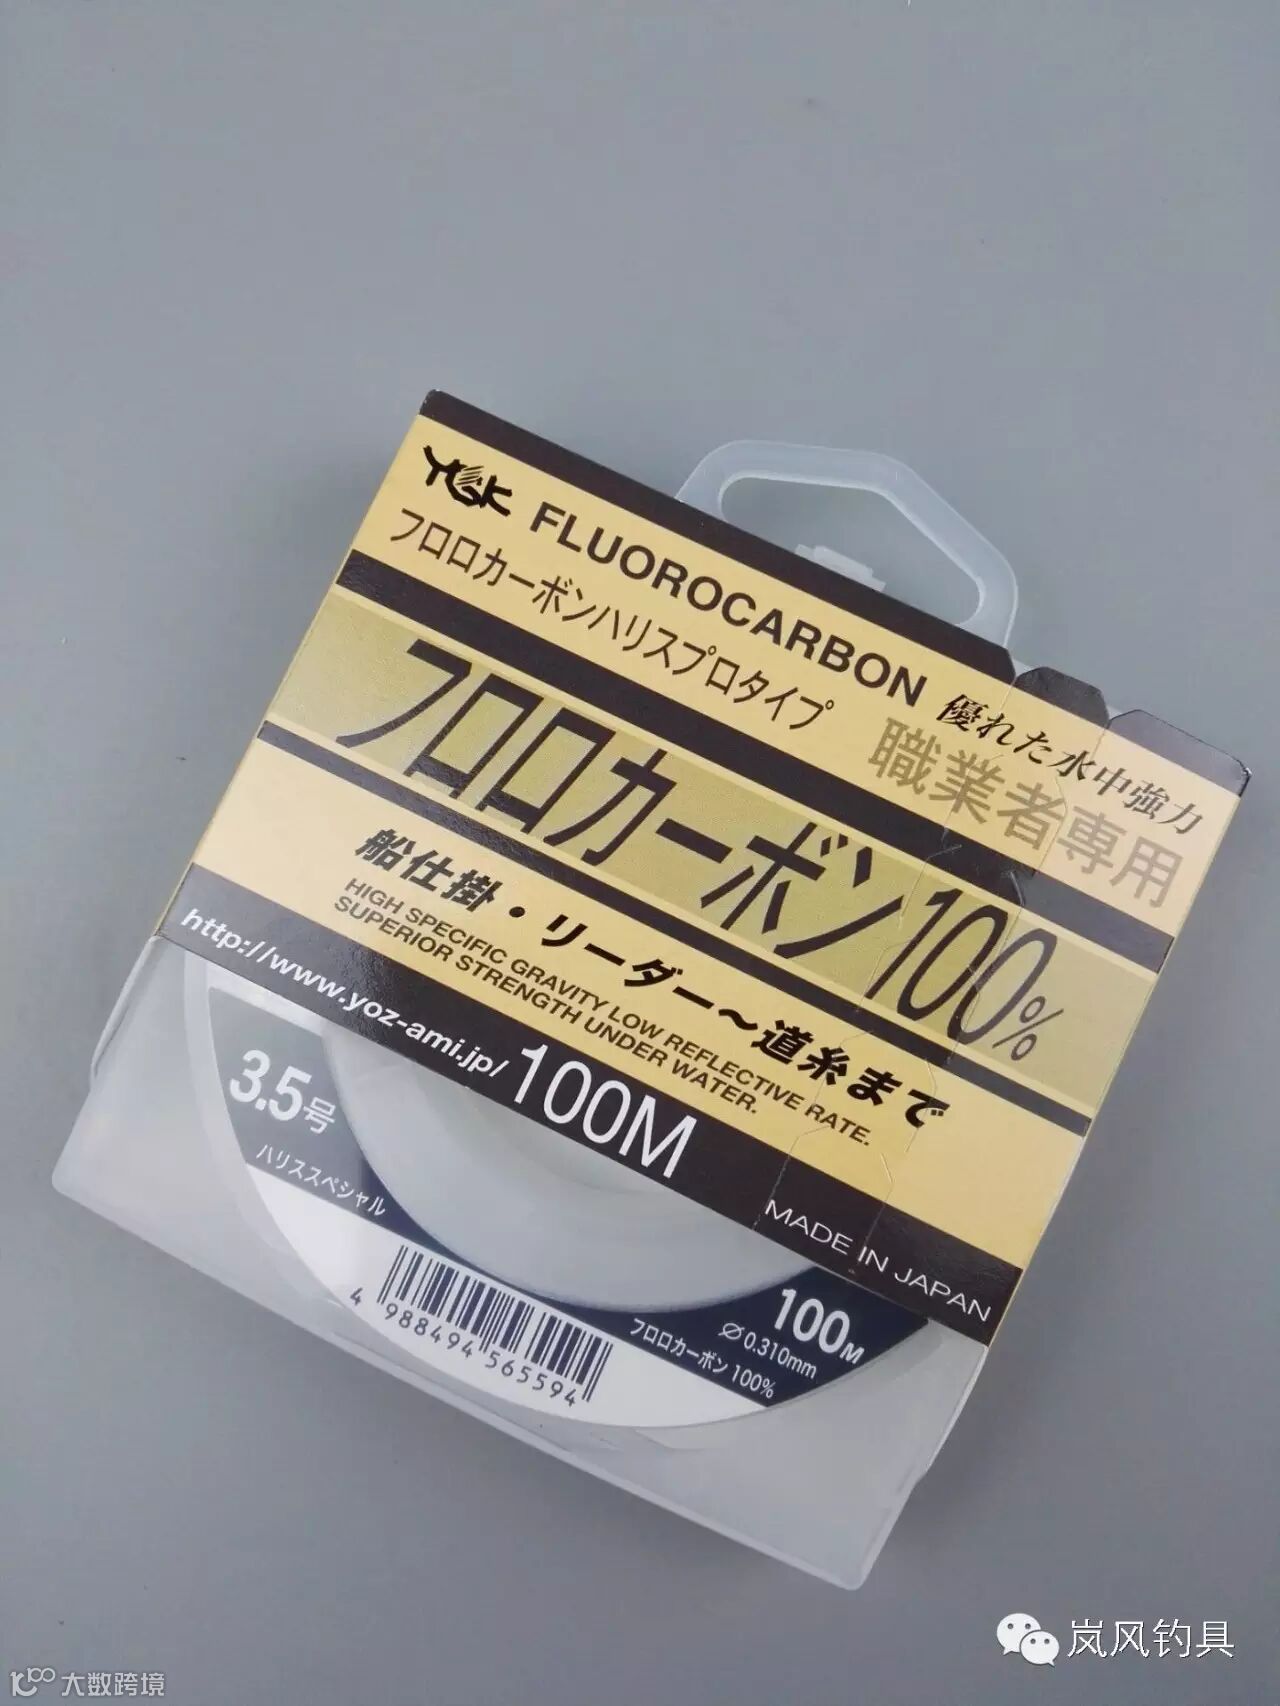 YGK FLUOROCARBON 優れた水中強力
フロロカーボンハリスプロタイプ 職業者専用
フロロカーボン100%
船仕掛・リーダー〜道糸まで
HIGH SPECIFIC GRAVITY LOW REFLECTIVE RATE.
SUPERIOR STRENGTH UNDER WATER.
http://www.yoz-ami.jp/ 100M MADE IN JAPAN
3.5号
ハリススペシャル
4 988494 565594
100M
Ø0.310mm
フロロカーボン100%
岚风钓具
大数跨境